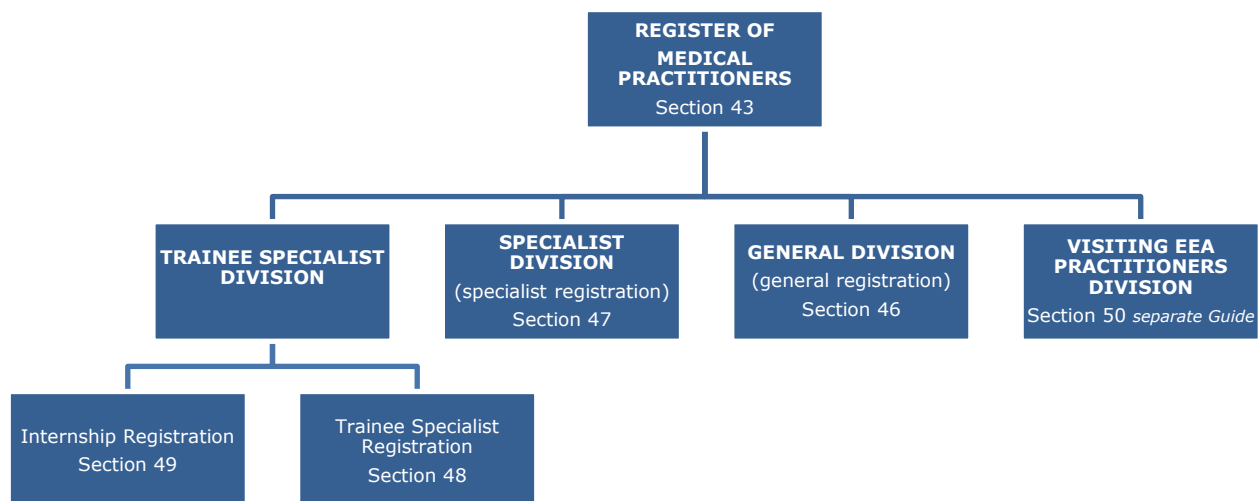 REGISTER OF
MEDICAL
PRACTITIONERS
Section 43
TRAINEE SPECIALIST
DIVISION
SPECIALIST
DIVISION
(specialist registration)
Section 47
GENERAL DIVISION
(general registration)
Section 46
VISITING EEA
PRACTITIONERS
DIVISION
Section 50 separate Guide
Internship Registration
Section 49
Trainee Specialist
Registration
Section 48